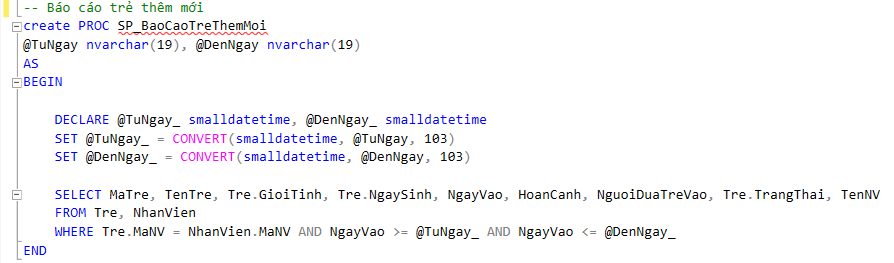 -- Báo cáo trẻ thêm mới
create PROC SP_BaoCaoTreThemMoi
@TuNgay nvarchar(19), @DenNgay nvarchar(19)
AS
BEGIN
DECLARE @TuNgay_ smalldatetime, @DenNgay_ smalldatetime
SET @TuNgay_ = CONVERT(smalldatetime, @TuNgay, 103)
SET @DenNgay_ = CONVERT(smalldatetime, @DenNgay, 103)
SELECT MaTre, TenTre, Tre.GioiTinh, Tre.NgaySinh, NgayVao, HoanCanh, NguoiDuaTreVao, Tre.TrangThai, TenNV
FROM Tre, NhanVien
WHERE Tre.MaNV = NhanVien.MaNV AND NgayVao >= @TuNgay_ AND NgayVao <= @DenNgay_
END